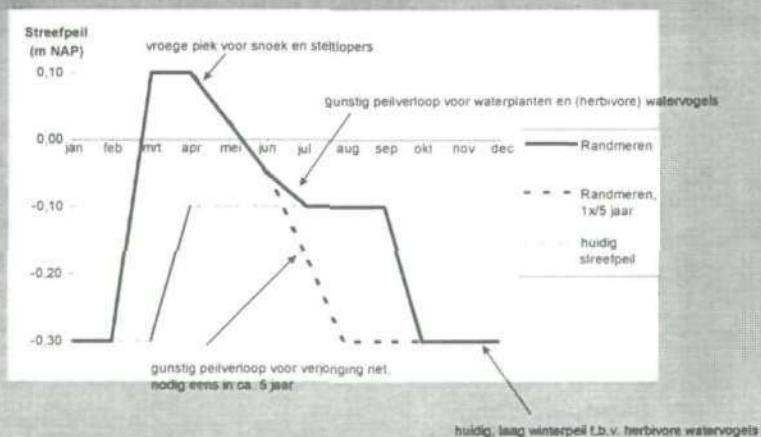 Streefpeil
(m NAP)
vroege piek voor snoek en steltlopers
0,10
gunstig peilverloop voor waterplanten en (herbivore) watervogels
0,00
jan feb mrt apr mei jun jul aug sep okt nov dec
Randmeren
-0,10
Randmeren,
1x/5 jaar
huidig
streefpeil
-0,20
-0,30
gunstig peilverloop voor verjonging riet,
nodig eens in ca. 5 jaar
huidig, laag winterpeil t.b.v. herbivore watervogels